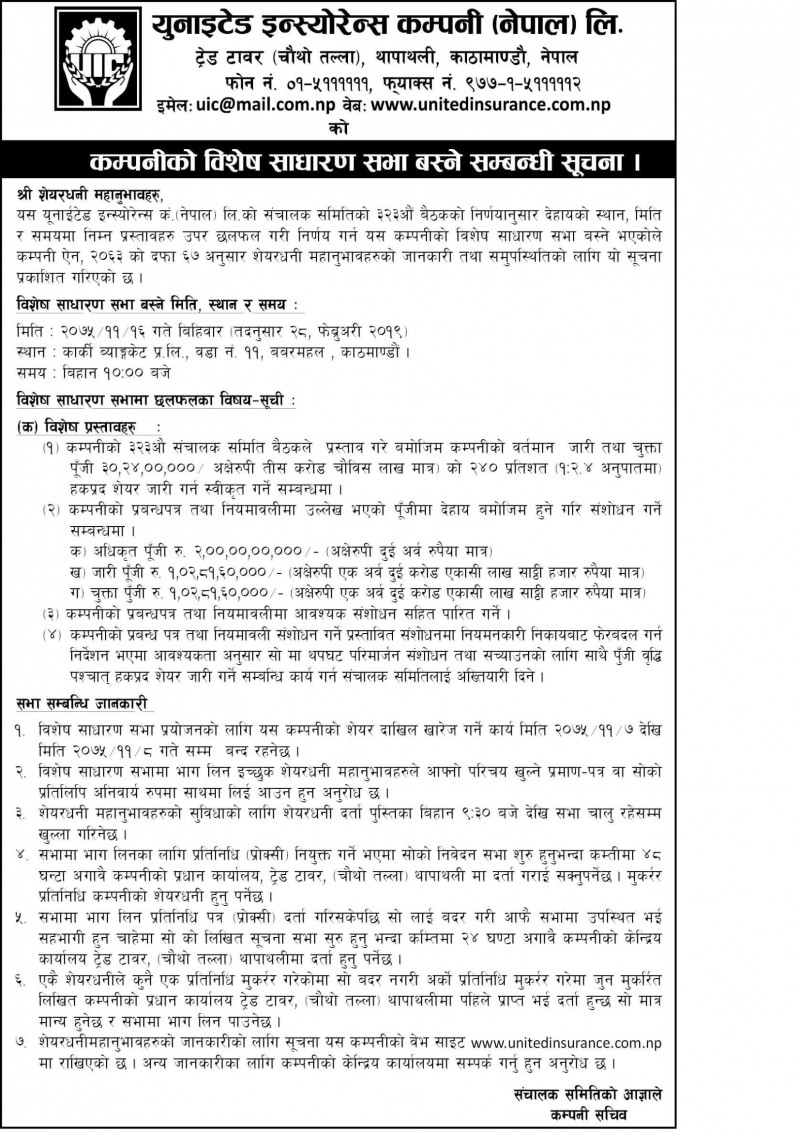 UIC
युनाइटेड इन्स्योरेन्स कम्पनी (नेपाल) लि.
ट्रेड टावर (चौथो तल्ला), थापाथली, काठामाण्डौ, नेपाल
फोन नं. ०१-५१११११११, फ्याक्स नं. ९७७-१-५१११११२
इमेल: uic@mail.com.np वेब: www.unitedinsurance.com.np
को
कम्पनीको विशेष साधारण सभा बस्ने सम्बन्धी सूचना ।
श्री शेयरधनी महानुभावहरु,
यस यूनाईटेड इन्स्योरेन्स कं.(नेपाल) लि.को संचालक समितिको ३२३औं बैठकको निर्णयानुसार देहायको स्थान, मिति
र समयमा निम्न प्रस्तावहरु उपर छलफल गरी निर्णय गर्न यस कम्पनीको विशेष साधारण सभा बस्ने भएकोले
कम्पनी ऐन, २०६३ को दफा ६७ अनुसार शेयरधनी महानुभावहरुको जानकारी तथा समुपस्थितिको लागि यो सूचना
प्रकाशित गरिएको छ ।
विशेष साधारण सभा बस्ने मिति, स्थान र समय :
मिति : २०७५/११/१६ गते बिहिवार (तदनुसार २८, फेब्रुअरी २०१९)
स्थान : कार्की ब्याङ्केट प्र.लि., वडा नं. ११, बबरमहल , काठमाण्डौं ।
समय : बिहान १०:०० बजे
विशेष साधारण सभामा छलफलका विषय-सूची :
(क) विशेष प्रस्तावहरु :
(१) कम्पनीको ३२३औ संचालक समिति बैठकले प्रस्ताव गरे बमोजिम कम्पनीको वर्तमान जारी तथा चुक्ता
पूँजी ३०,२४,००,०००/ अक्षेरुपी तीस करोड चौविस लाख मात्र) को २४० प्रतिशत (१:२.४ अनुपातमा)
हकप्रद शेयर जारी गर्न स्वीकृत गर्ने सम्बन्धमा ।
(२) कम्पनीको प्रबन्धपत्र तथा नियमावलीमा उल्लेख भएको पूँजीमा देहाय बमोजिम हुने गरि संशोधन गर्ने
सम्बन्धमा ।
क) अधिकृत पूँजी रु. २,००,००,००,०००/- (अक्षेरुपी दुई अर्व रुपैया मात्र)
ख) जारी पूँजी रु. १,०२,८१,६०,०००/- (अक्षेरुपी एक अर्व दुई करोड एकासी लाख साट्ठी हजार रुपैया मात्र)
ग) चुक्ता पूँजी रु. १,०२,८१,६०,०००/- (अक्षेरुपी एक अर्व दुई करोड एकासी लाख साट्ठी हजार रुपैया मात्र)
(३) कम्पनीको प्रबन्धपत्र तथा नियमावलीमा आवश्यक संशोधन सहित पारित गर्ने ।
(४) कम्पनीको प्रबन्ध पत्र तथा नियमावली संशोधन गर्ने प्रस्तावित संशोधनमा नियमनकारी निकायबाट फेरबदल गर्न
निर्देशन भएमा आवश्यकता अनुसार सो मा थपघट परिमार्जन संशोधन तथा सच्याउनको लागि साथै पुँजी वृद्धि
पश्चात् हकप्रद शेयर जारी गर्ने सम्बन्धि कार्य गर्न संचालक समितिलाई अख्तियारी दिने ।
सभा सम्बन्धि जानकारी
१. विशेष साधारण सभा प्रयोजनको लागि यस कम्पनीको शेयर दाखिल खारेज गर्ने कार्य मिति २०७५/११/७ देखि
मिति २०७५/११/८ गते सम्म बन्द रहनेछ ।
२. विशेष साधारण सभामा भाग लिन इच्छुक शेयरधनी महानुभावहरुले आफ्नो परिचय खुल्ने प्रमाण-पत्र वा सोको
प्रतिलिपि अनिवार्य रुपमा साथमा लिई आउन हुन अनुरोध छ ।
३. शेयरधनी महानुभावहरुको सुविधाको लागि शेयरधनी दर्ता पुस्तिका बिहान ९:३० बजे देखि सभा चालु रहेसम्म
खुल्ला गरिनेछ ।
४. सभामा भाग लिनका लागि प्रतिनिधि (प्रोक्सी) नियुक्त गर्ने भएमा सोको निवेदन सभा शुरु हुनुभन्दा कम्तीमा ४८
घन्टा अगावै कम्पनीको प्रधान कार्यालय, ट्रेड टावर, (चौथो तल्ला) थापाथली मा दर्ता गराई सक्नुपर्नेछ । मुकर्रर
प्रतिनिधि कम्पनीको शेयरधनी हुनु पर्नेछ ।
५. सभामा भाग लिन प्रतिनिधि पत्र (प्रोक्सी) दर्ता गरिसकेपछि सो लाई बदर गरी आफै सभामा उपस्थित भई
सहभागी हुन चाहेमा सो को लिखित सूचना सभा सुरु हुनु भन्दा कम्तिमा २४ घण्टा अगावै कम्पनीको केन्द्रिय
कार्यालय ट्रेड टावर, (चौथो तल्ला) थापाथलीमा दर्ता हुनु पर्नेछ ।
६. एकै शेयरधनीले कुनै एक प्रतिनिधि मुकर्रर गरेकोमा सो बदर नगरी अर्को प्रतिनिधि मुकर्रर गरेमा जुन मुकर्रित
लिखित कम्पनीको प्रधान कार्यालय ट्रेड टावर, (चौथो तल्ला) थापाथलीमा पहिले प्राप्त भई दर्ता हुन्छ सो मात्र
मान्य हुनेछ र सभामा भाग लिन पाउनेछ ।
७. शेयरधनीमहानुभावहरुको जानकारीको लागि सूचना यस कम्पनीको वेभ साइट www.unitedinsurance.com.np
मा राखिएको छ । अन्य जानकारीका लागि कम्पनीको केन्द्रिय कार्यालयमा सम्पर्क गर्नु हुन अनुरोध छ ।
संचालक समितिको आज्ञाले
कम्पनी सचिव